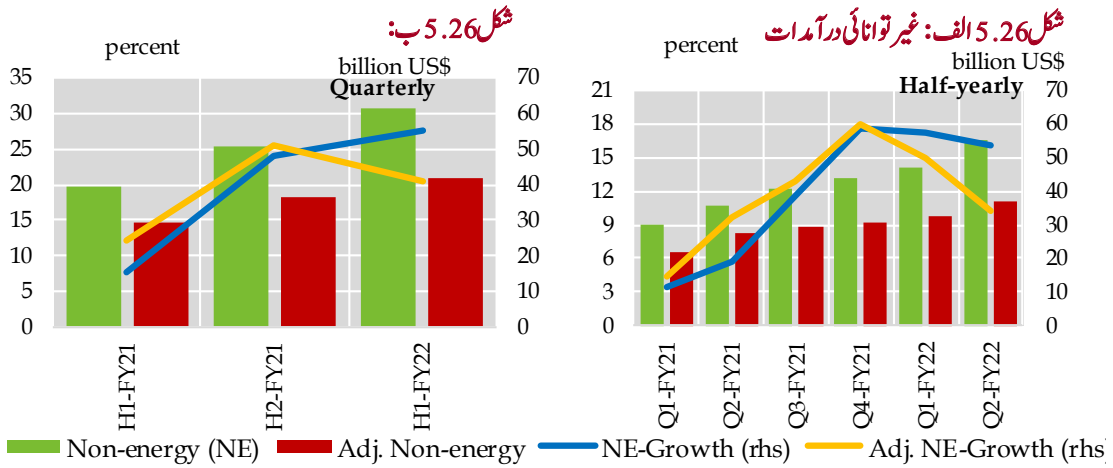 شکل 5.26 الف: غیر توانائی درآمدات
percent
billion US$
Half-yearly
21
18
15
12
9
6
3
0
70
60
50
40
30
20
10
0
Q1-FY21
Q2-FY21
Q3-FY21
Q4-FY21
Q1-FY22
Q2-FY22
شکل 5.26 ب:
percent
billion US$
Quarterly
35
30
25
20
15
10
5
0
70
60
50
40
30
20
10
0
H1-FY21
H2-FY21
H1-FY22
Non-energy (NE) Adj. Non-energy NE-Growth (rhs) Adj. NE-Growth (rhs)